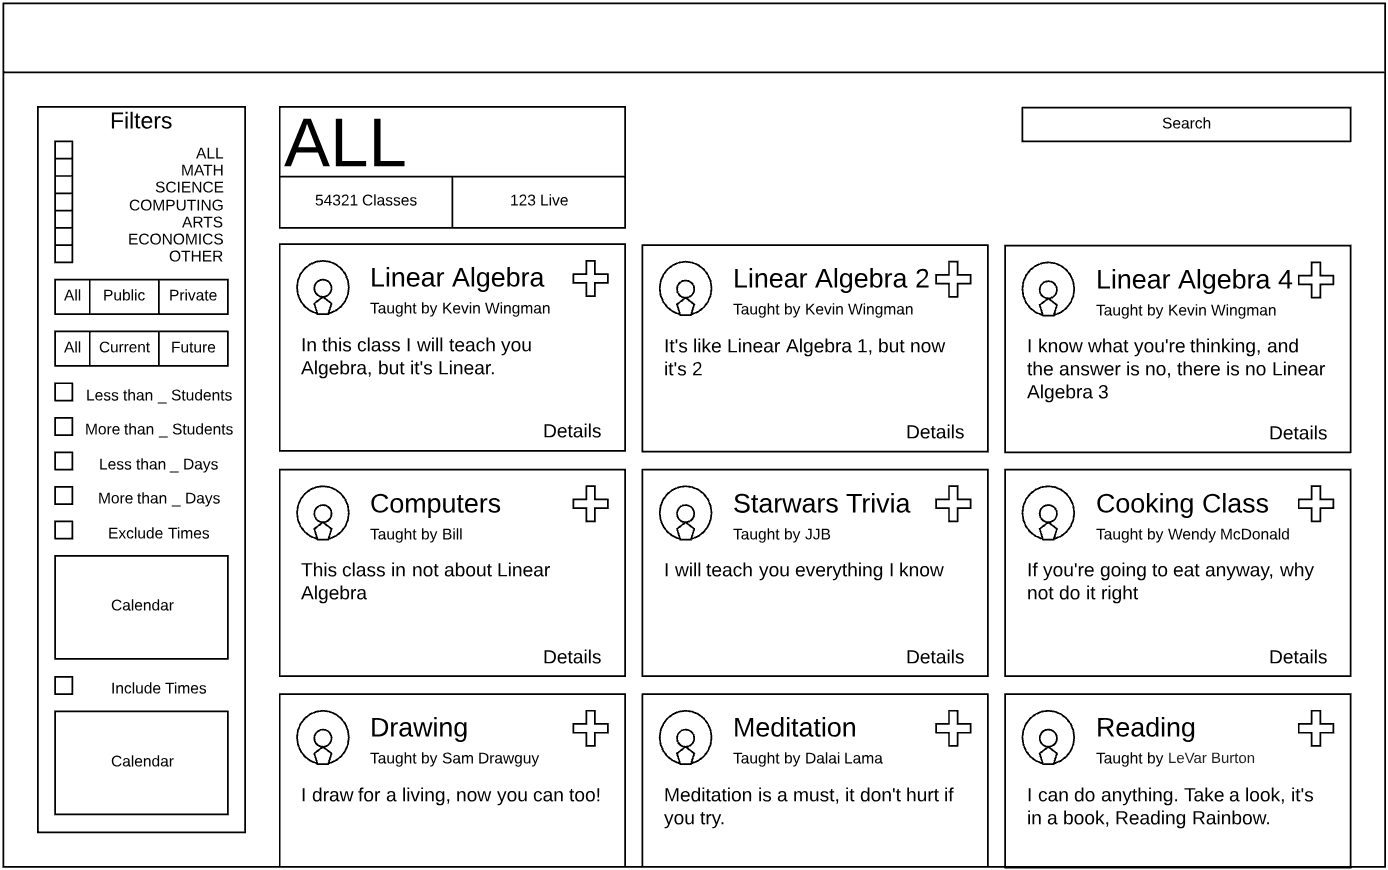 Filters
ALL
MATH
SCIENCE
COMPUTING
ARTS
ECONOMICS
OTHER
All Public Private
All Current Future
Less than _ Students
More than _ Students
Less than _ Days
More than _ Days
Exclude Times
Calendar
Include Times
Calendar
ALL
54321 Classes
123 Live
Search
Linear Algebra
Taught by Kevin Wingman
In this class I will teach you
Algebra, but it's Linear.
Details
Linear Algebra 2
Taught by Kevin Wingman
It's like Linear Algebra 1, but now
it's 2
Details
Linear Algebra 4
Taught by Kevin Wingman
I know what you're thinking, and
the answer is no, there is no Linear
Algebra 3
Details
Computers
Taught by Bill
This class in not about Linear
Algebra
Details
Starwars Trivia
Taught by JJB
I will teach you everything I know
Details
Cooking Class
Taught by Wendy McDonald
If you're going to eat anyway, why
not do it right
Details
Drawing
Taught by Sam Drawguy
I draw for a living, now you can too!
Meditation
Taught by Dalai Lama
Meditation is a must, it don't hurt if
you try.
Reading
Taught by LeVar Burton
I can do anything. Take a look, it's
in a book, Reading Rainbow.